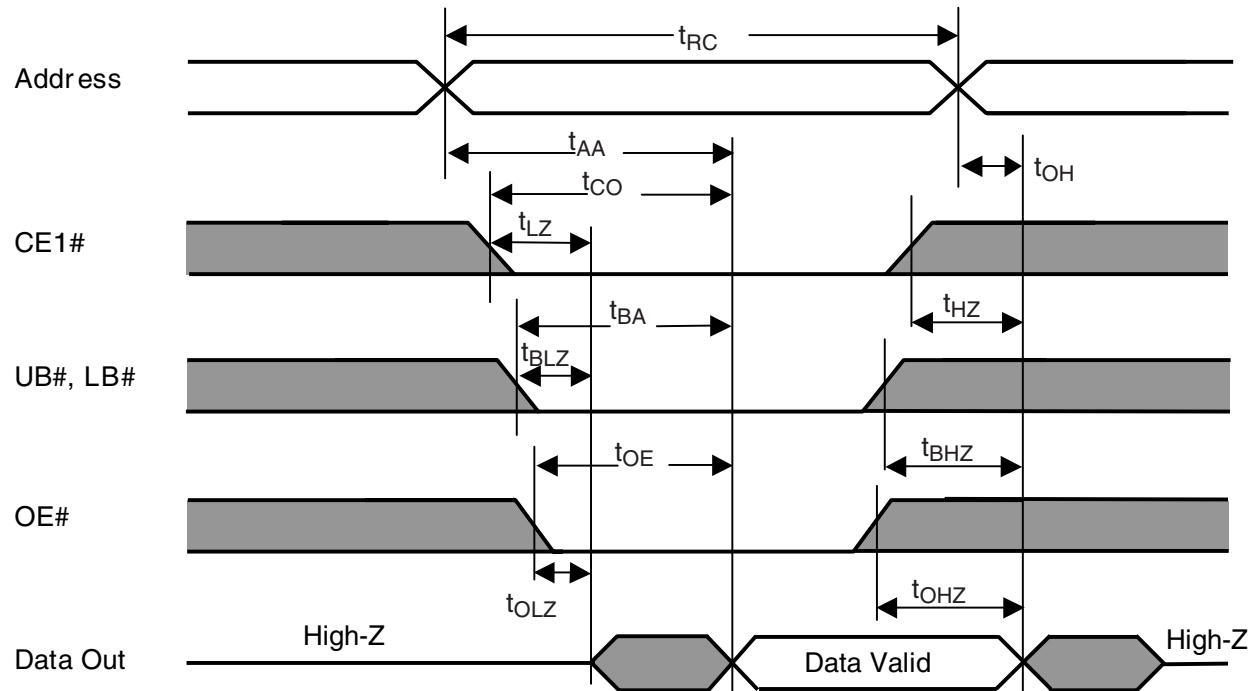 tRC
Address
tAA
tOH
tCO
tLZ
CE1#
tHZ
tBA
tBLZ
UB#, LB#
tOE
tBHZ
OE#
tOLZ
tOHZ
High-Z
High-Z
Data Out
Data Valid